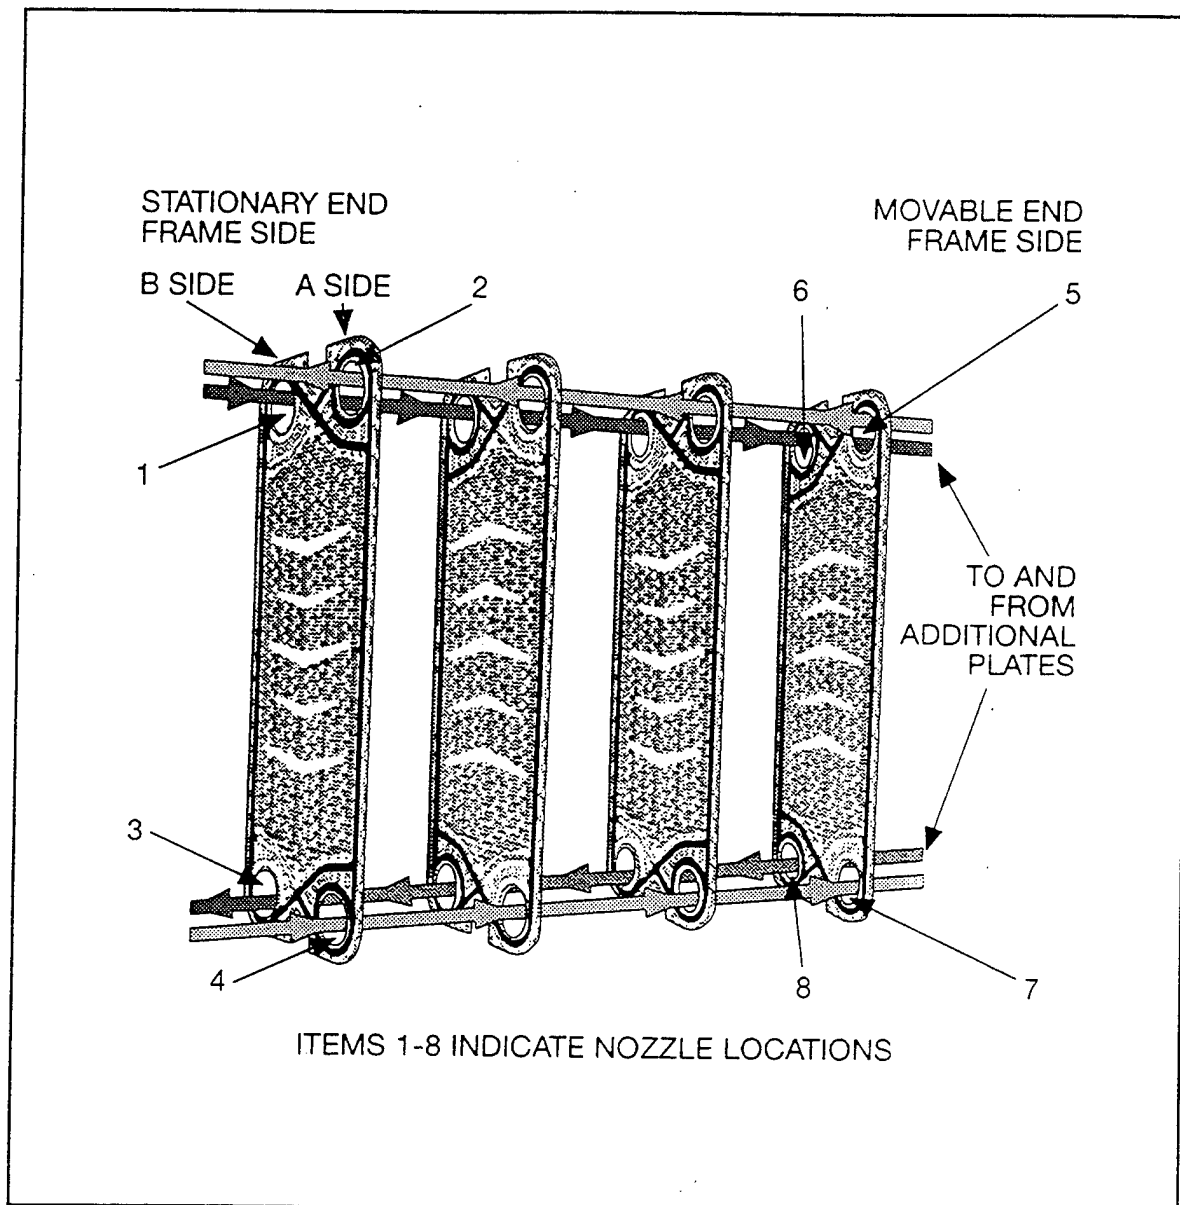 STATIONARY END
FRAME SIDE
B SIDE
A SIDE
2
MOVABLE END
FRAME SIDE
6
5
1
TO AND
FROM
ADDITIONAL
PLATES
3
4
8
7
ITEMS 1-8 INDICATE NOZZLE LOCATIONS